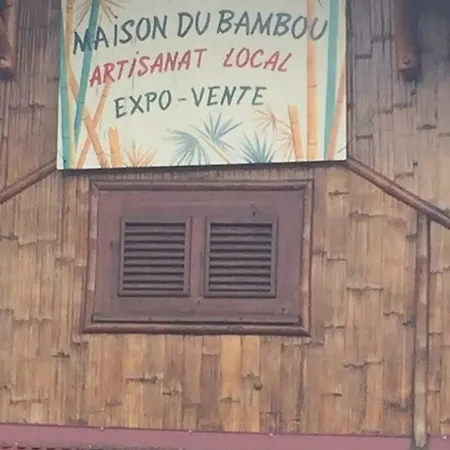 MAISON DU BAMBOU
ARTISANAT LOCAL
EXPO - VENTE